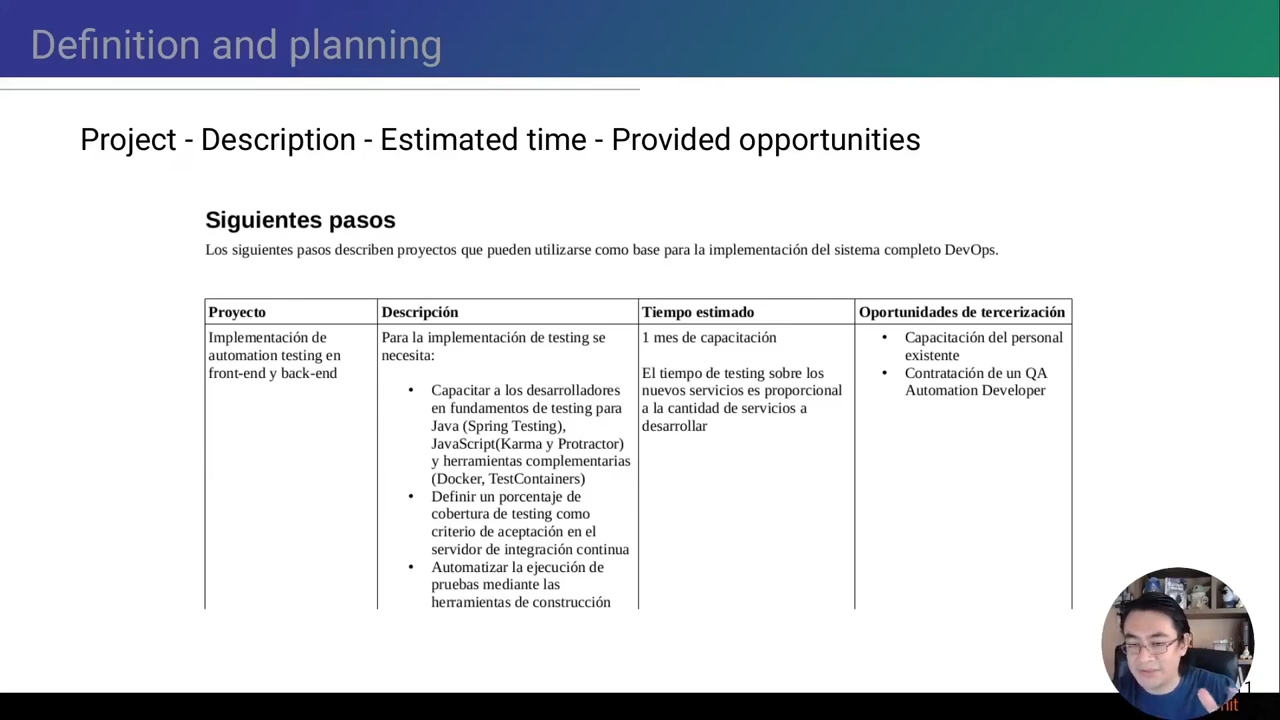 Definition and planning
Project - Description - Estimated time - Provided opportunities
Siguientes pasos
Los siguientes pasos describen proyectos que pueden utilizarse como base para la implementación del sistema completo DevOps.
Proyecto
Implementación de
automation testing en
front-end y back-end
Descripción
Para la implementación de testing se
necesita:
• Capacitar a los desarrolladores
en fundamentos de testing para
Java (Spring Testing),
JavaScript(Karma y Protractor)
y herramientas complementarias
(Docker, TestContainers)
• Definir un porcentaje de
cobertura de testing como
criterio de aceptación en el
servidor de integración continua
• Automatizar la ejecución de
pruebas mediante las
herramientas de construcción
Tiempo estimado
1 mes de capacitación
El tiempo de testing sobre los
nuevos servicios es proporcional
a la cantidad de servicios a
desarrollar
Oportunidades de tercerización
• Capacitación del personal
existente
• Contratación de un QA
Automation Developer